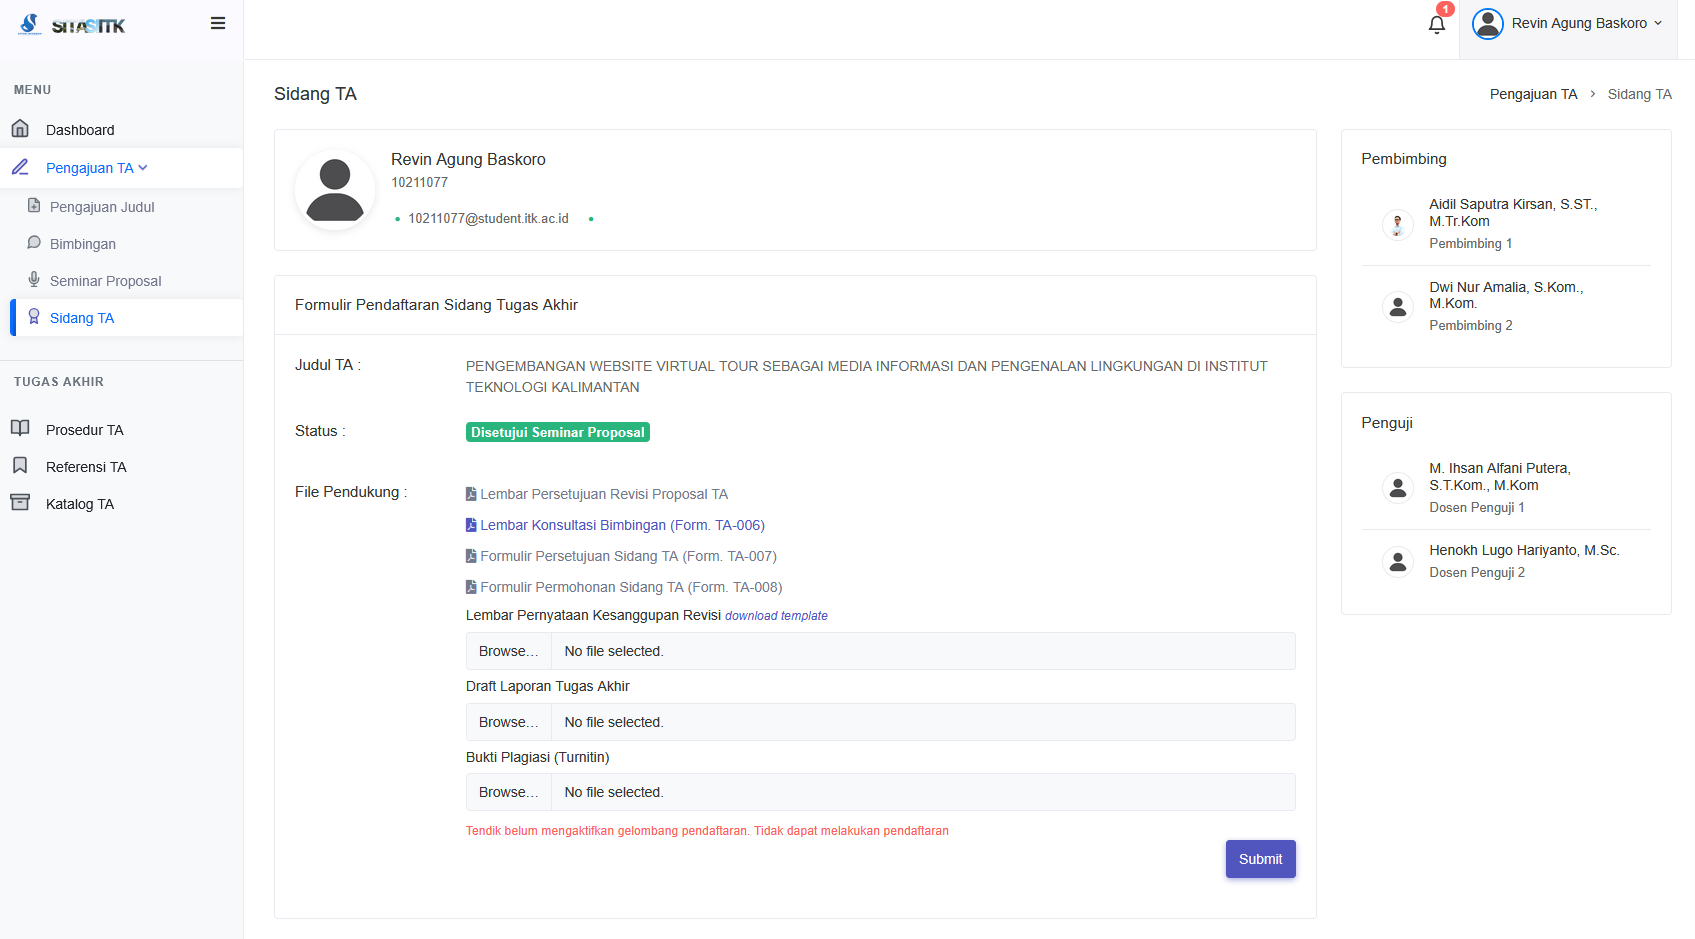 SITASITK
1
Revin Agung Baskoro
MENU
Dashboard
Pengajuan TA
Pengajuan Judul
Bimbingan
Seminar Proposal
Sidang TA
TUGAS AKHIR
Prosedur TA
Referensi TA
Katalog TA
Sidang TA
Pengajuan TA > Sidang TA
Revin Agung Baskoro
10211077
• 10211077@student.itk.ac.id •
Formulir Pendaftaran Sidang Tugas Akhir
Judul TA :
PENGEMBANGAN WEBSITE VIRTUAL TOUR SEBAGAI MEDIA INFORMASI DAN PENGENALAN LINGKUNGAN DI INSTITUT
TEKNOLOGI KALIMANTAN
Status :
Disetujui Seminar Proposal
File Pendukung :
Lembar Persetujuan Revisi Proposal TA
Lembar Konsultasi Bimbingan (Form. TA-006)
Formulir Persetujuan Sidang TA (Form. TA-007)
Formulir Permohonan Sidang TA (Form. TA-008)
Lembar Pernyataan Kesanggupan Revisi download template
Browse... No file selected.
Draft Laporan Tugas Akhir
Browse... No file selected.
Bukti Plagiasi (Turnitin)
Browse... No file selected.
Tendik belum mengaktifkan gelombang pendaftaran. Tidak dapat melakukan pendaftaran
Submit
Pembimbing
Aidil Saputra Kirsan, S.ST.,
M.Tr.Kom
Pembimbing 1
Dwi Nur Amalia, S.Kom.,
M.Kom.
Pembimbing 2
Penguji
M. Ihsan Alfani Putera,
S.T.Kom., M.Kom
Dosen Penguji 1
Henokh Lugo Hariyanto, M.Sc.
Dosen Penguji 2